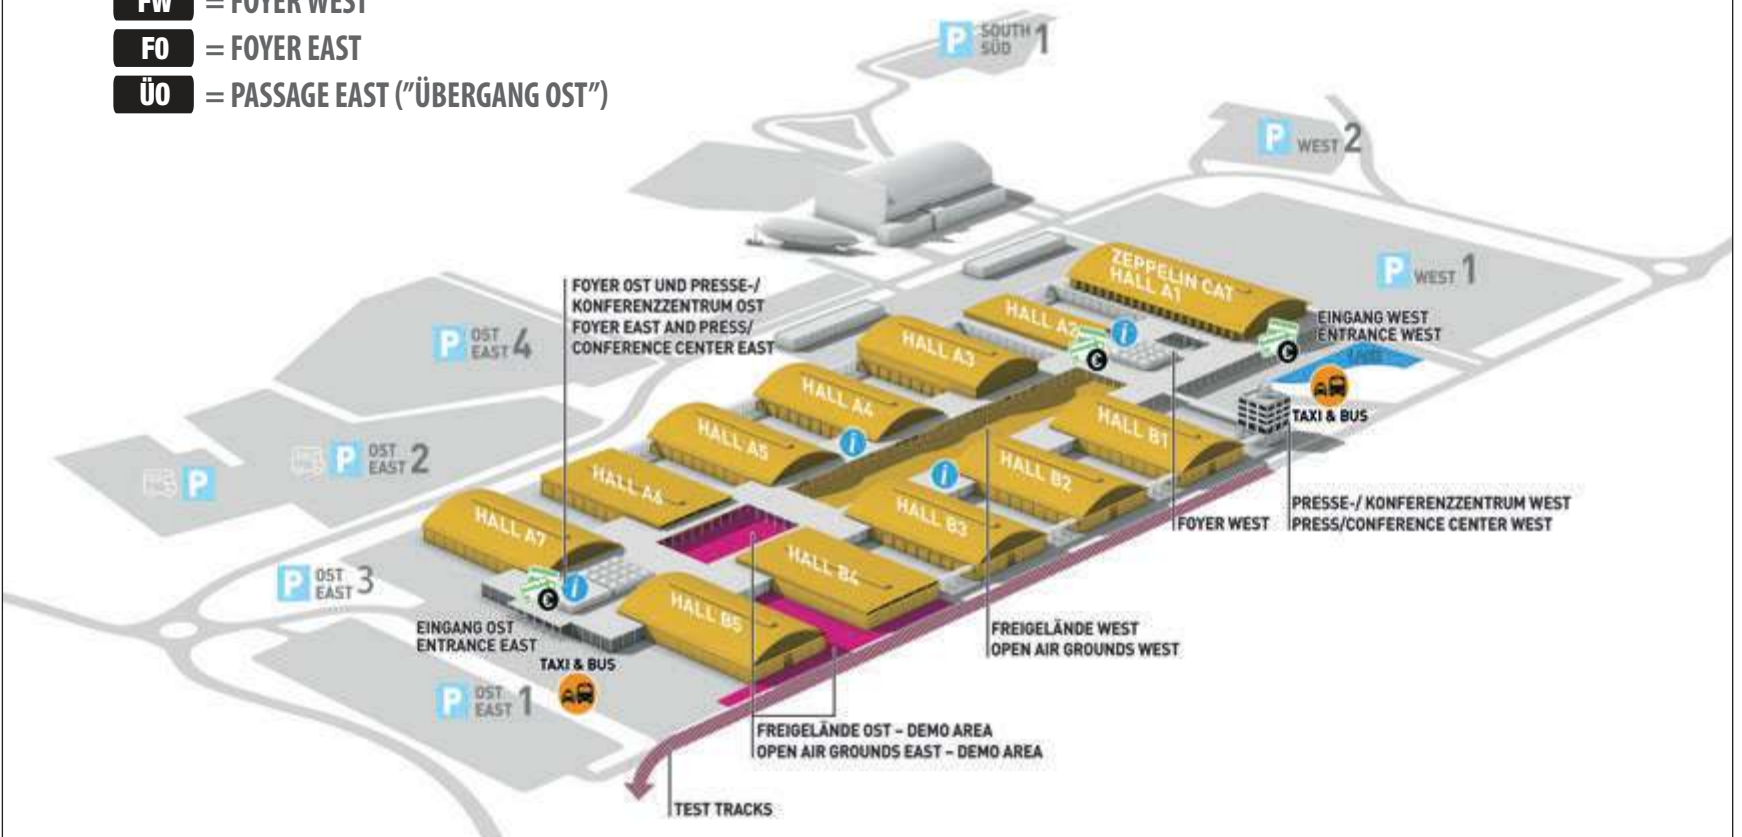 FW = FOYER WEST
FO = FOYER EAST
ÜO = PASSAGE EAST ("ÜBERGANG OST")
P SOUTH SÜD 1
P WEST 2
P WEST 1
ZEPPELIN CAT
HALL A1
HALL A2
i
€
€
EINGANG WEST
ENTRANCE WEST
TAXI & BUS
FOYER OST UND PRESSE-/
KONFERENZZENTRUM OST
FOYER EAST AND PRESS/
CONFERENCE CENTER EAST
P OST EAST 4
HALL A3
HALL A4
HALL A5
i
HALL A6
HALL A7
HALL B1
HALL B2
i
HALL B3
HALL B4
HALL B5
P OST EAST 2
P
P OST EAST 3
€
i
EINGANG OST
ENTRANCE EAST
TAXI & BUS
P OST EAST 1
PRESSE-/ KONFERENZZENTRUM WEST
PRESS/CONFERENCE CENTER WEST
FOYER WEST
FREIGELÄNDE WEST
OPEN AIR GROUNDS WEST
FREIGELÄNDE OST – DEMO AREA
OPEN AIR GROUNDS EAST – DEMO AREA
TEST TRACKS